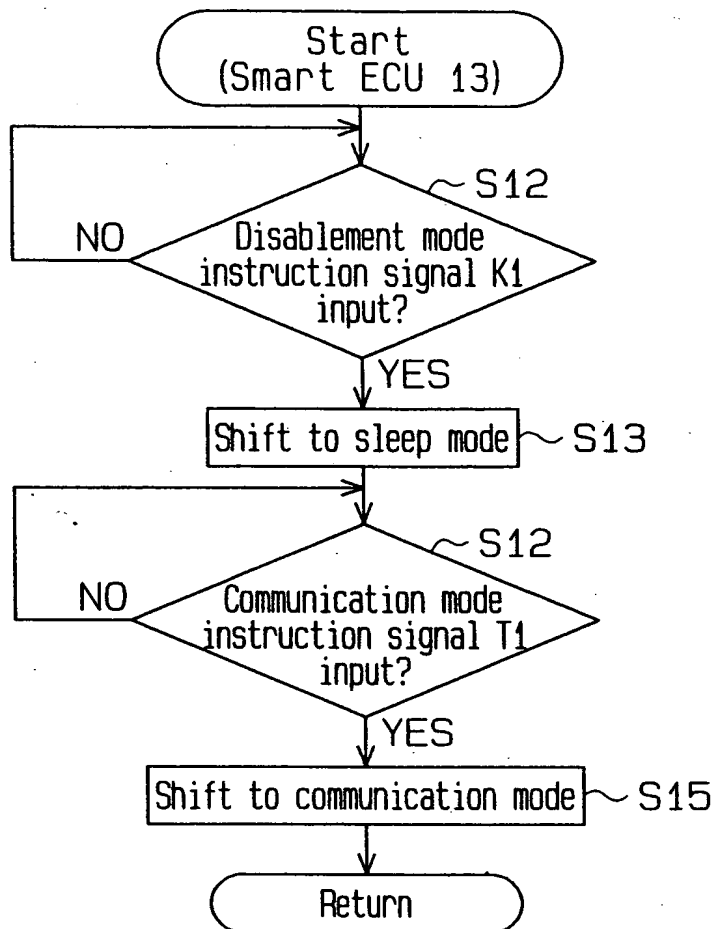 Start
(Smart ECU 13)
S12
NO
Disablement mode
instruction signal K1
input?
YES
Shift to sleep mode
S13
S12
NO
Communication mode
instruction signal T1
input?
YES
Shift to communication mode
S15
Return